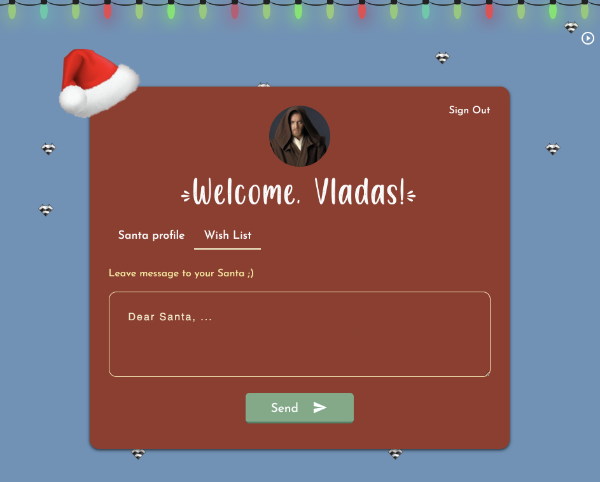 Sign Out
Welcome, Vladas!
Santa profile
Wish List
Leave message to your Santa ;)
Dear Santa, ...
Send